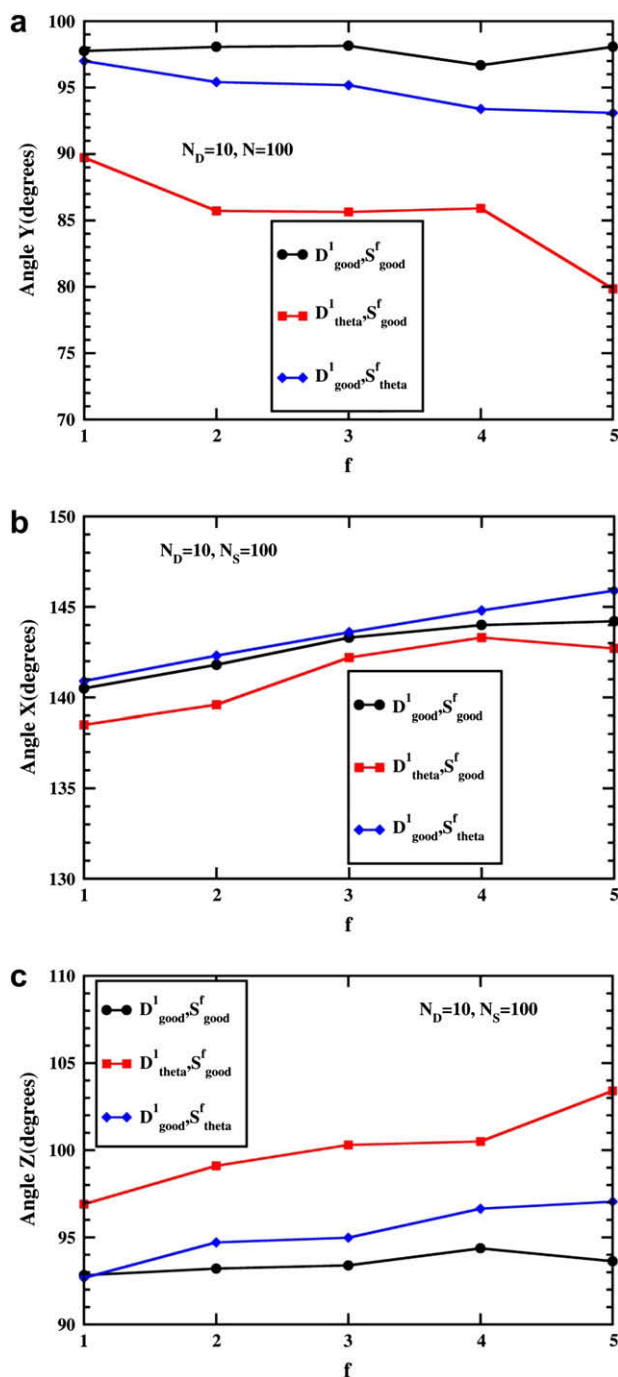 a
100
95
90
85
80
75
70
Angle Y(degrees)
N_D=10, N=100
D^1_good,S^f_good
D^1_theta,S^f_good
D^1_good,S^f_theta
1 2 3 4 5
f
b
150
145
140
135
130
Angle X(degrees)
N_D=10, N_S=100
D^1_good,S^f_good
D^1_theta,S^f_good
D^1_good,S^f_theta
1 2 3 4 5
f
c
110
105
100
95
90
Angle Z(degrees)
D^1_good,S^f_good
D^1_theta,S^f_good
D^1_good,S^f_theta
N_D=10, N_S=100
1 2 3 4 5
f